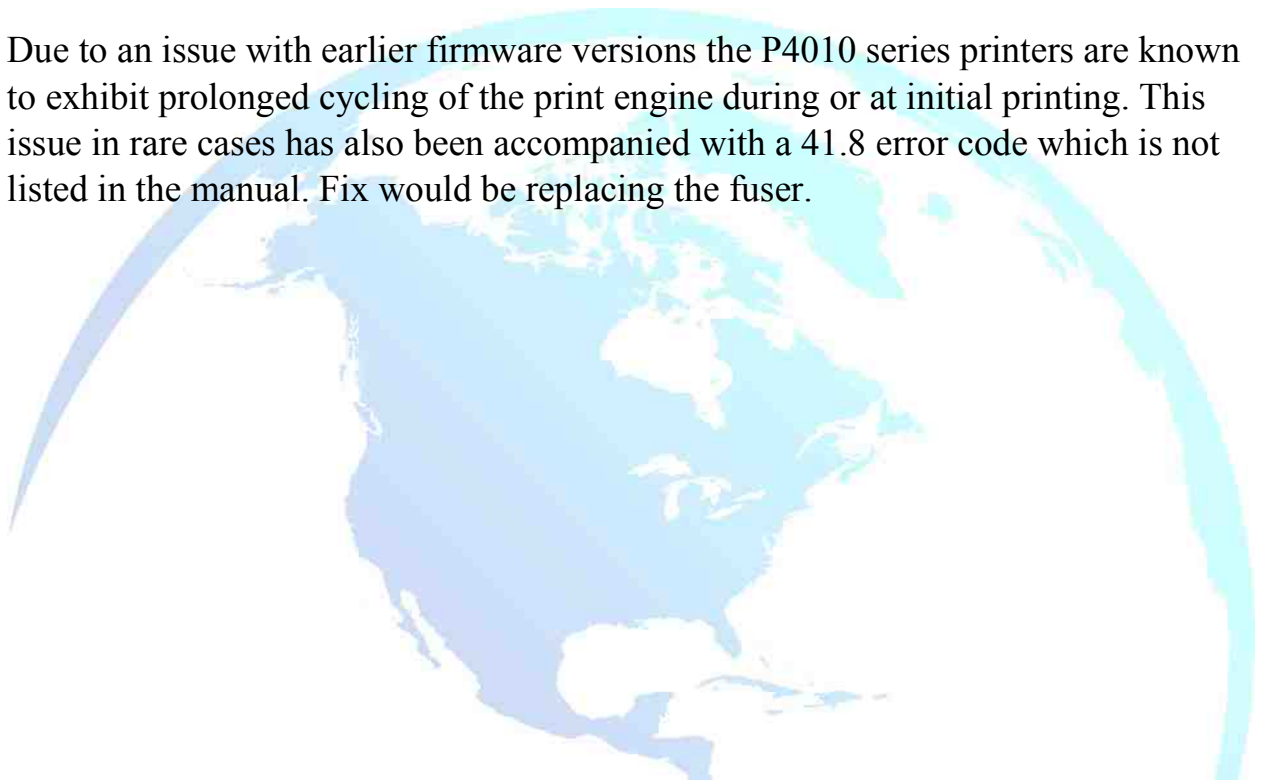 Due to an issue with earlier firmware versions the P4010 series printers are known
to exhibit prolonged cycling of the print engine during or at initial printing. This
issue in rare cases has also been accompanied with a 41.8 error code which is not
listed in the manual. Fix would be replacing the fuser.